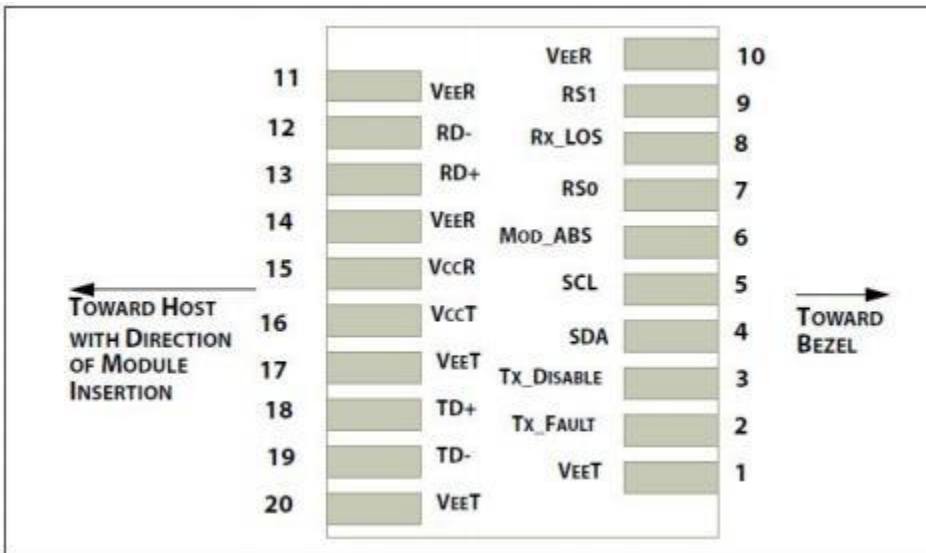 11 VEER
12 RD-
13 RD+
14 VEER
15 VCCR
16 VCCT
17 VEET
18 TD+
19 TD-
20 VEET
TOWARD HOST
WITH DIRECTION
OF MODULE
INSERTION
VEER 10
RS1 9
RX_LOS 8
RS0 7
MOD_ABS 6
SCL 5
SDA 4
TX_DISABLE 3
TX_FAULT 2
VEET 1
TOWARD
BEZEL